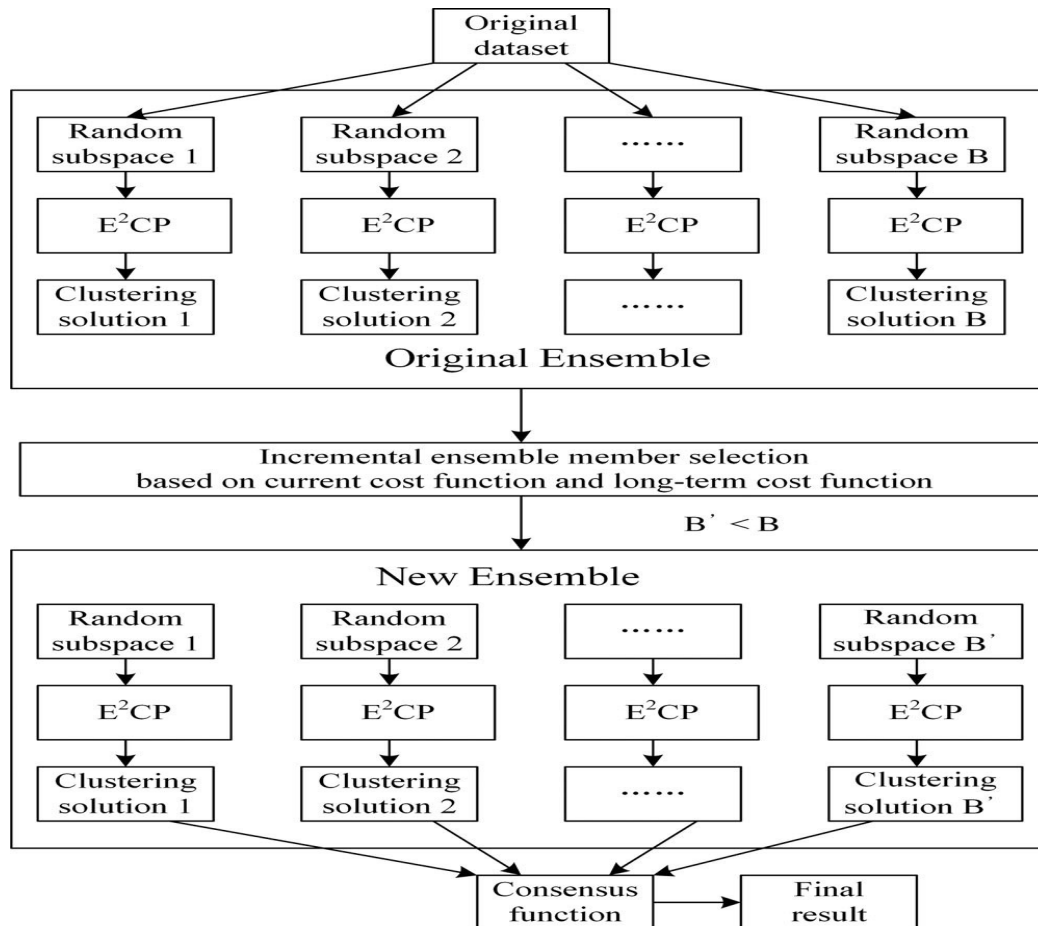 Original
dataset
Random
subspace 1
Random
subspace 2
......
Random
subspace B
E²CP
E²CP
E²CP
E²CP
Clustering
solution 1
Clustering
solution 2
......
Clustering
solution B
Original Ensemble
Incremental ensemble member selection
based on current cost function and long-term cost function
B' < B
New Ensemble
Random
subspace 1
Random
subspace 2
......
Random
subspace B'
E²CP
E²CP
E²CP
E²CP
Clustering
solution 1
Clustering
solution 2
......
Clustering
solution B'
Consensus
function
Final
result